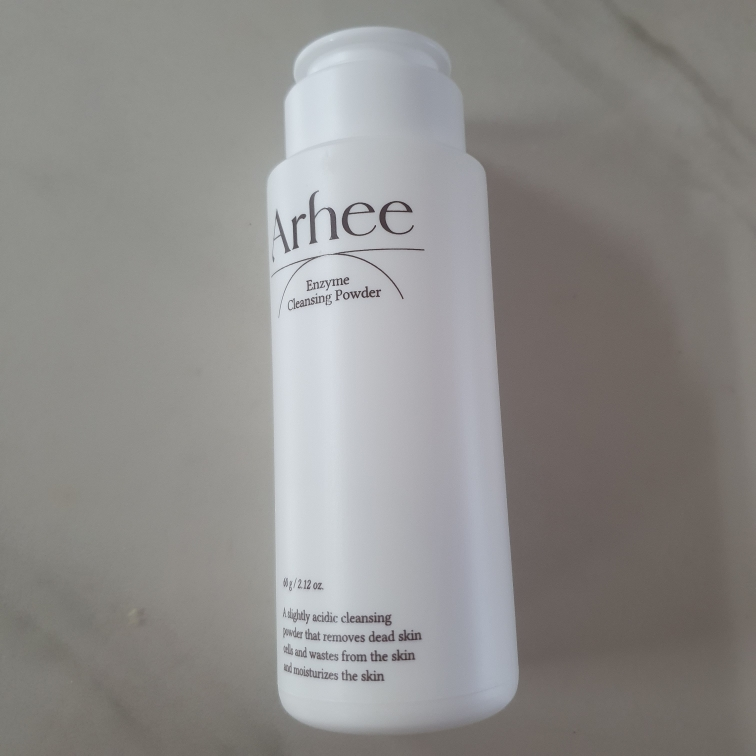 Arhee
Enzyme
Cleansing Powder
60 g / 2.12 oz.
A slightly acidic cleansing
powder that removes dead skin
cells and wastes from the skin
and moisturizes the skin